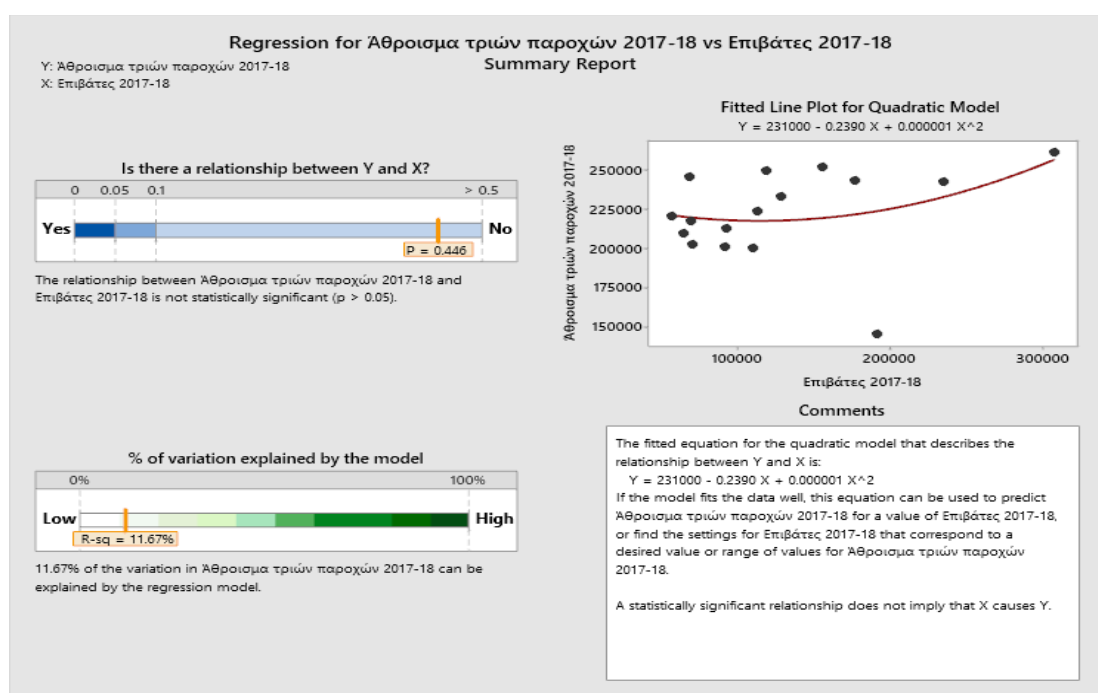 Regression for Άθροισμα τριών παροχών 2017-18 vs Επιβάτες 2017-18
Summary Report
Y: Άθροισμα τριών παροχών 2017-18
X: Επιβάτες 2017-18
Is there a relationship between Y and X?
0 0.05 0.1 > 0.5
Yes No
P = 0.446
The relationship between Άθροισμα τριών παροχών 2017-18 and
Επιβάτες 2017-18 is not statistically significant (p > 0.05).
% of variation explained by the model
0% 100%
Low High
R-sq = 11.67%
11.67% of the variation in Άθροισμα τριών παροχών 2017-18 can be
explained by the regression model.
Fitted Line Plot for Quadratic Model
Y = 231000 - 0.2390 X + 0.000001 X^2
Άθροισμα τριών παροχών 2017-18
250000
225000
200000
175000
150000
100000 200000 300000
Επιβάτες 2017-18
Comments
The fitted equation for the quadratic model that describes the
relationship between Y and X is:
Y = 231000 - 0.2390 X + 0.000001 X^2
If the model fits the data well, this equation can be used to predict
Άθροισμα τριών παροχών 2017-18 for a value of Επιβάτες 2017-18,
or find the settings for Επιβάτες 2017-18 that correspond to a
desired value or range of values for Άθροισμα τριών παροχών
2017-18.
A statistically significant relationship does not imply that X causes Y.